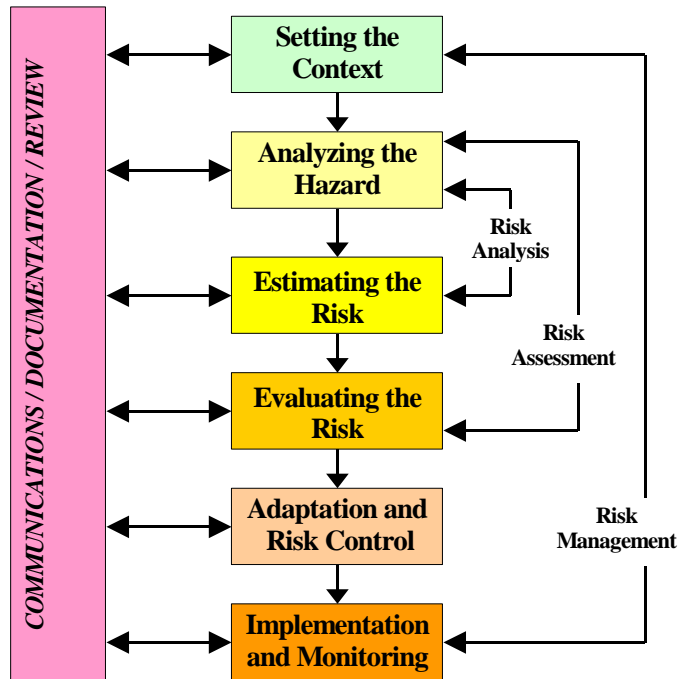 COMMUNICATIONS / DOCUMENTATION / REVIEW
Setting the
Context
Analyzing the
Hazard
Risk
Analysis
Estimating the
Risk
Risk
Assessment
Evaluating the
Risk
Adaptation and
Risk Control
Risk
Management
Implementation
and Monitoring